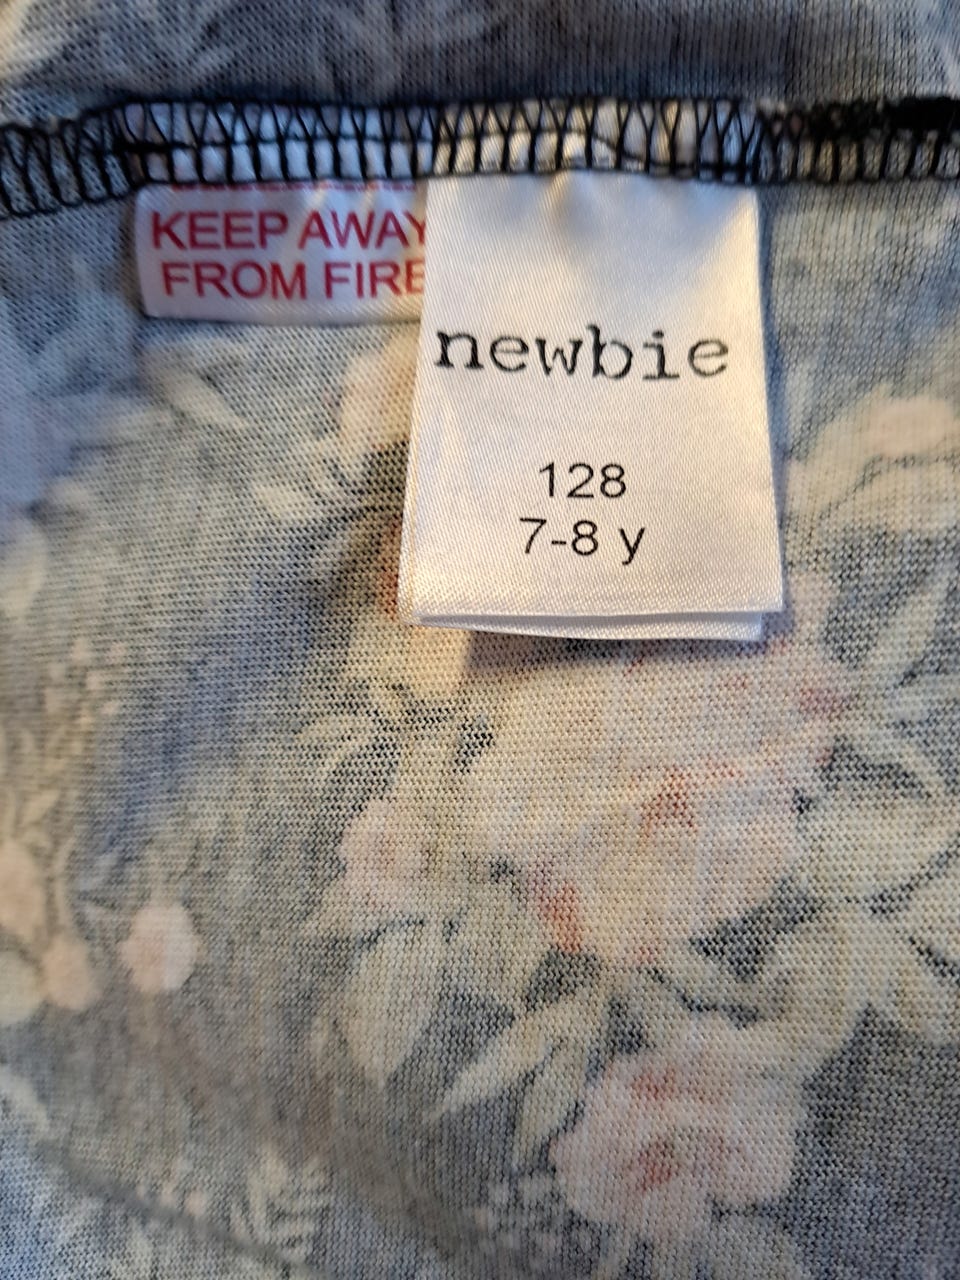 KEEP AWAY
FROM FIRE
newbie
128
7-8 y